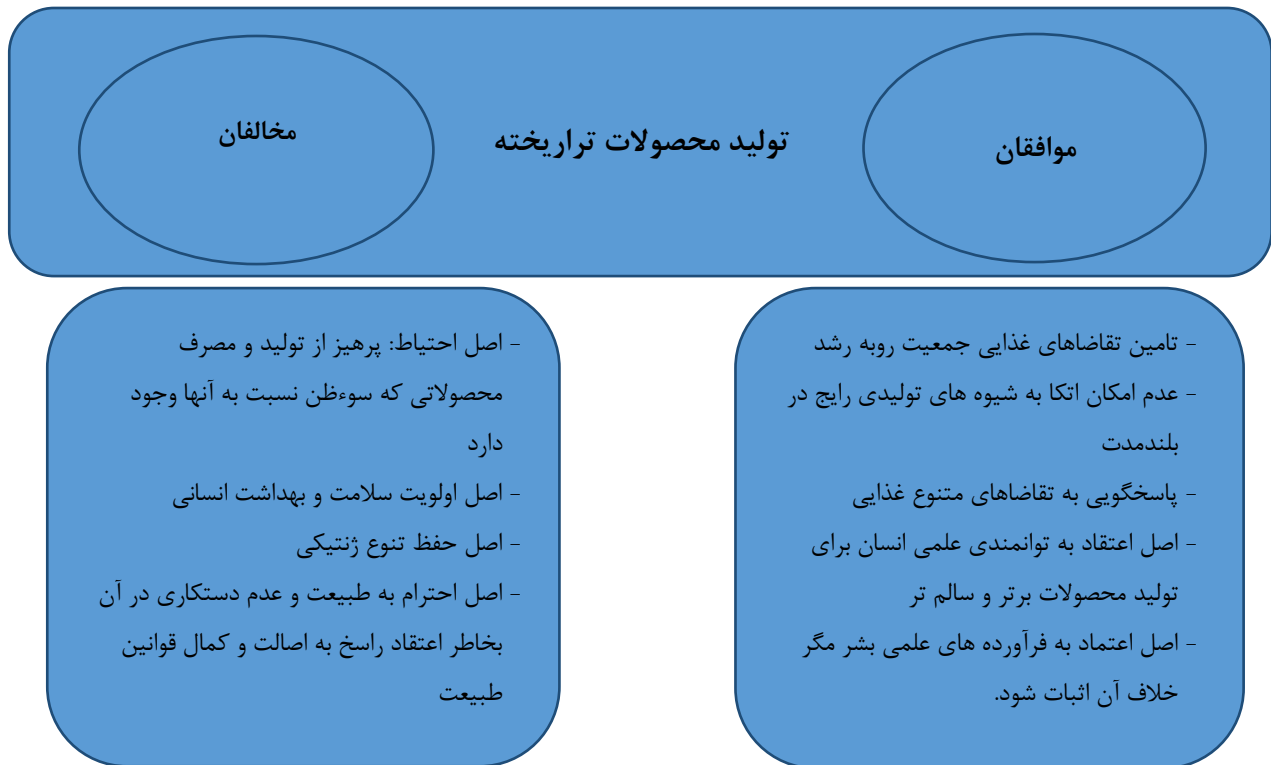 موافقان
تولید محصولات تراریخته
مخالفان
- تامین تقاضاهای غذایی جمعیت روبه رشد
- عدم امکان اتکا به شیوه های تولیدی رایج در
بلندمدت
- پاسخگویی به تقاضاهای متنوع غذایی
- اصل اعتقاد به توانمندی علمی انسان برای
تولید محصولات برتر و سالم تر
- اصل اعتماد به فرآورده های علمی بشر مگر
خلاف آن اثبات شود.
- اصل احتیاط: پرهیز از تولید و مصرف
محصولاتی که سوءظن نسبت به آنها وجود
دارد
- اصل اولویت سلامت و بهداشت انسانی
- اصل حفظ تنوع ژنتیکی
- اصل احترام به طبیعت و عدم دستکاری در آن
بخاطر اعتقاد راسخ به اصالت و کمال قوانین
طبیعت